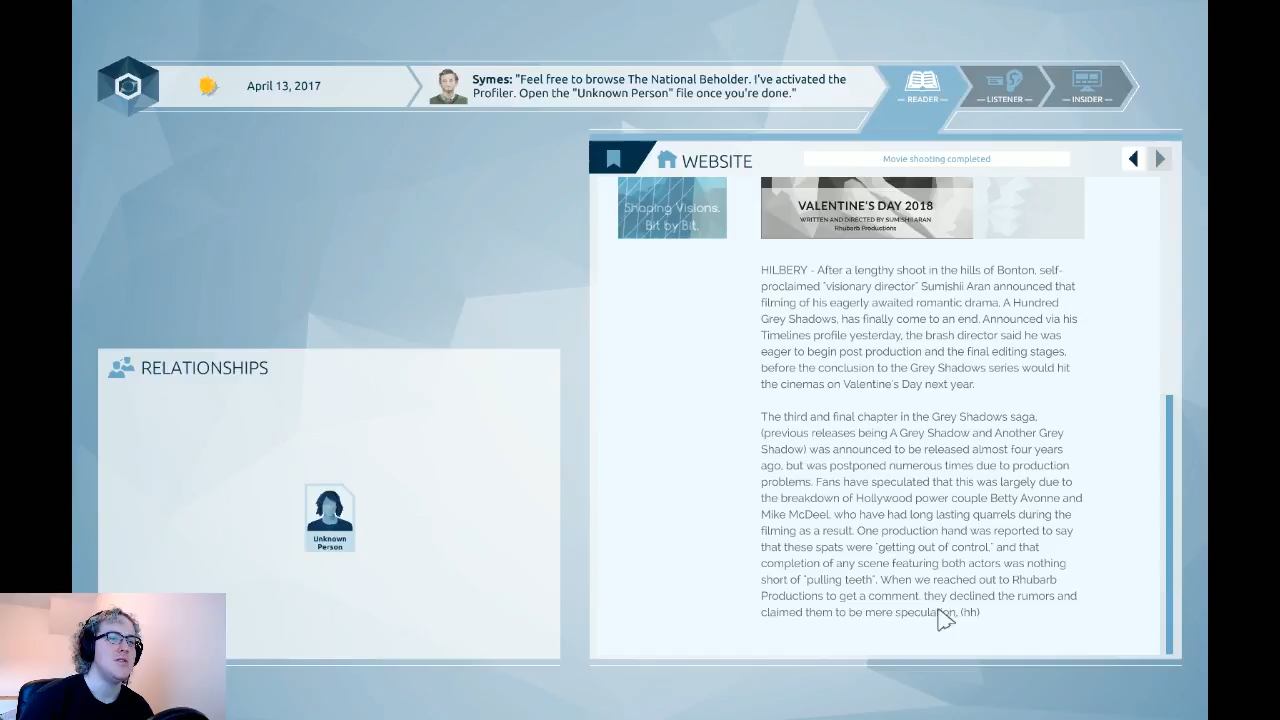 April 13, 2017
Symes: "Feel free to browse The National Beholder. I've activated the
Profiler. Open the "Unknown Person" file once you're done."
— READER —
— LISTENER —
— INSIDER —
WEBSITE
Movie shooting completed
Shaping Visions.
Bit by Bit.
VALENTINE'S DAY 2018
WRITTEN AND DIRECTED BY SUMISHII ARAN
Rhubarb Productions
HILBERY - After a lengthy shoot in the hills of Bonton, self-
proclaimed "visionary director" Sumishii Aran announced that
filming of his eagerly awaited romantic drama, A Hundred
Grey Shadows, has finally come to an end. Announced via his
Timelines profile yesterday, the brash director said he was
eager to begin post production and the final editing stages,
before the conclusion to the Grey Shadows series would hit
the cinemas on Valentine's Day next year.
The third and final chapter in the Grey Shadows saga,
(previous releases being A Grey Shadow and Another Grey
Shadow) was announced to be released almost four years
ago, but was postponed numerous times due to production
problems. Fans have speculated that this was largely due to
the breakdown of Hollywood power couple Betty Avonne and
Mike McDeel, who have had long lasting quarrels during the
filming as a result. One production hand was reported to say
that these spats were "getting out of control," and that
completion of any scene featuring both actors was nothing
short of "pulling teeth". When we reached out to Rhubarb
Productions to get a comment, they declined the rumors and
claimed them to be mere speculation. (hh)
RELATIONSHIPS
Unknown
Person